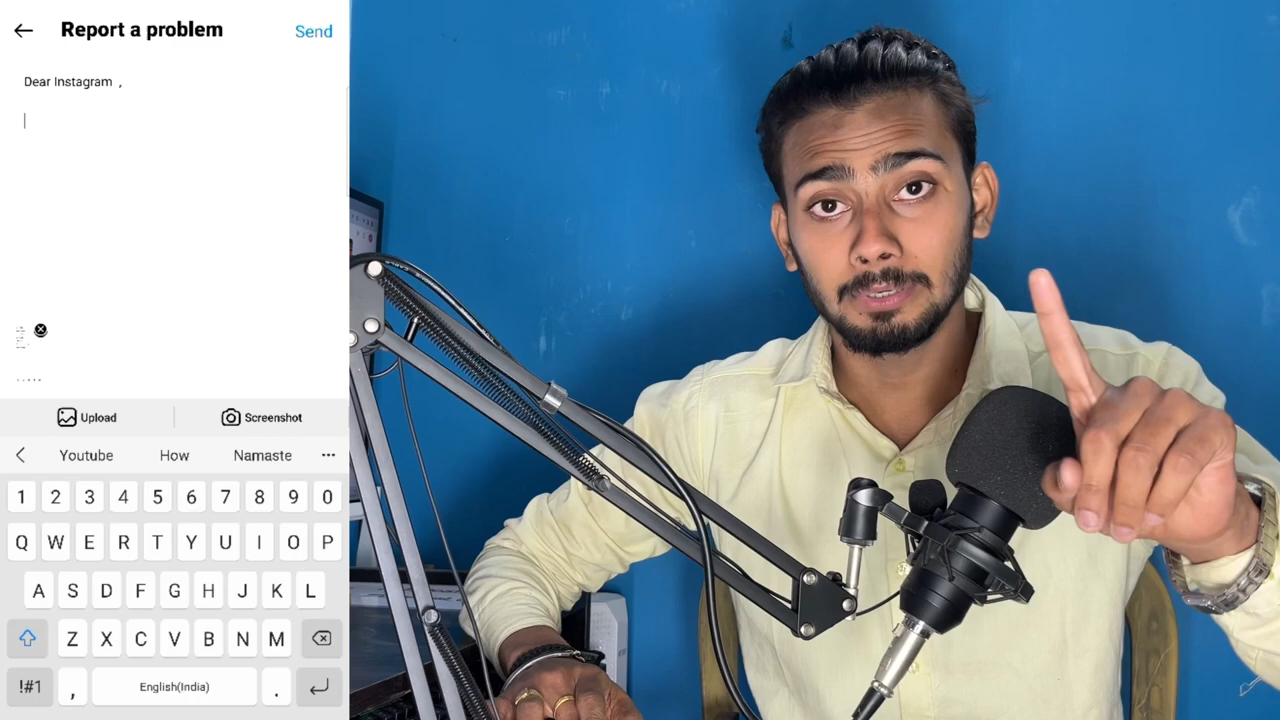 Report a problem
Send
Dear Instagram ,
Upload
Screenshot
Youtube
How
Namaste
1 2 3 4 5 6 7 8 9 0
Q W E R T Y U I O P
A S D F G H J K L
Z X C V B N M
!#1 , English(India) .